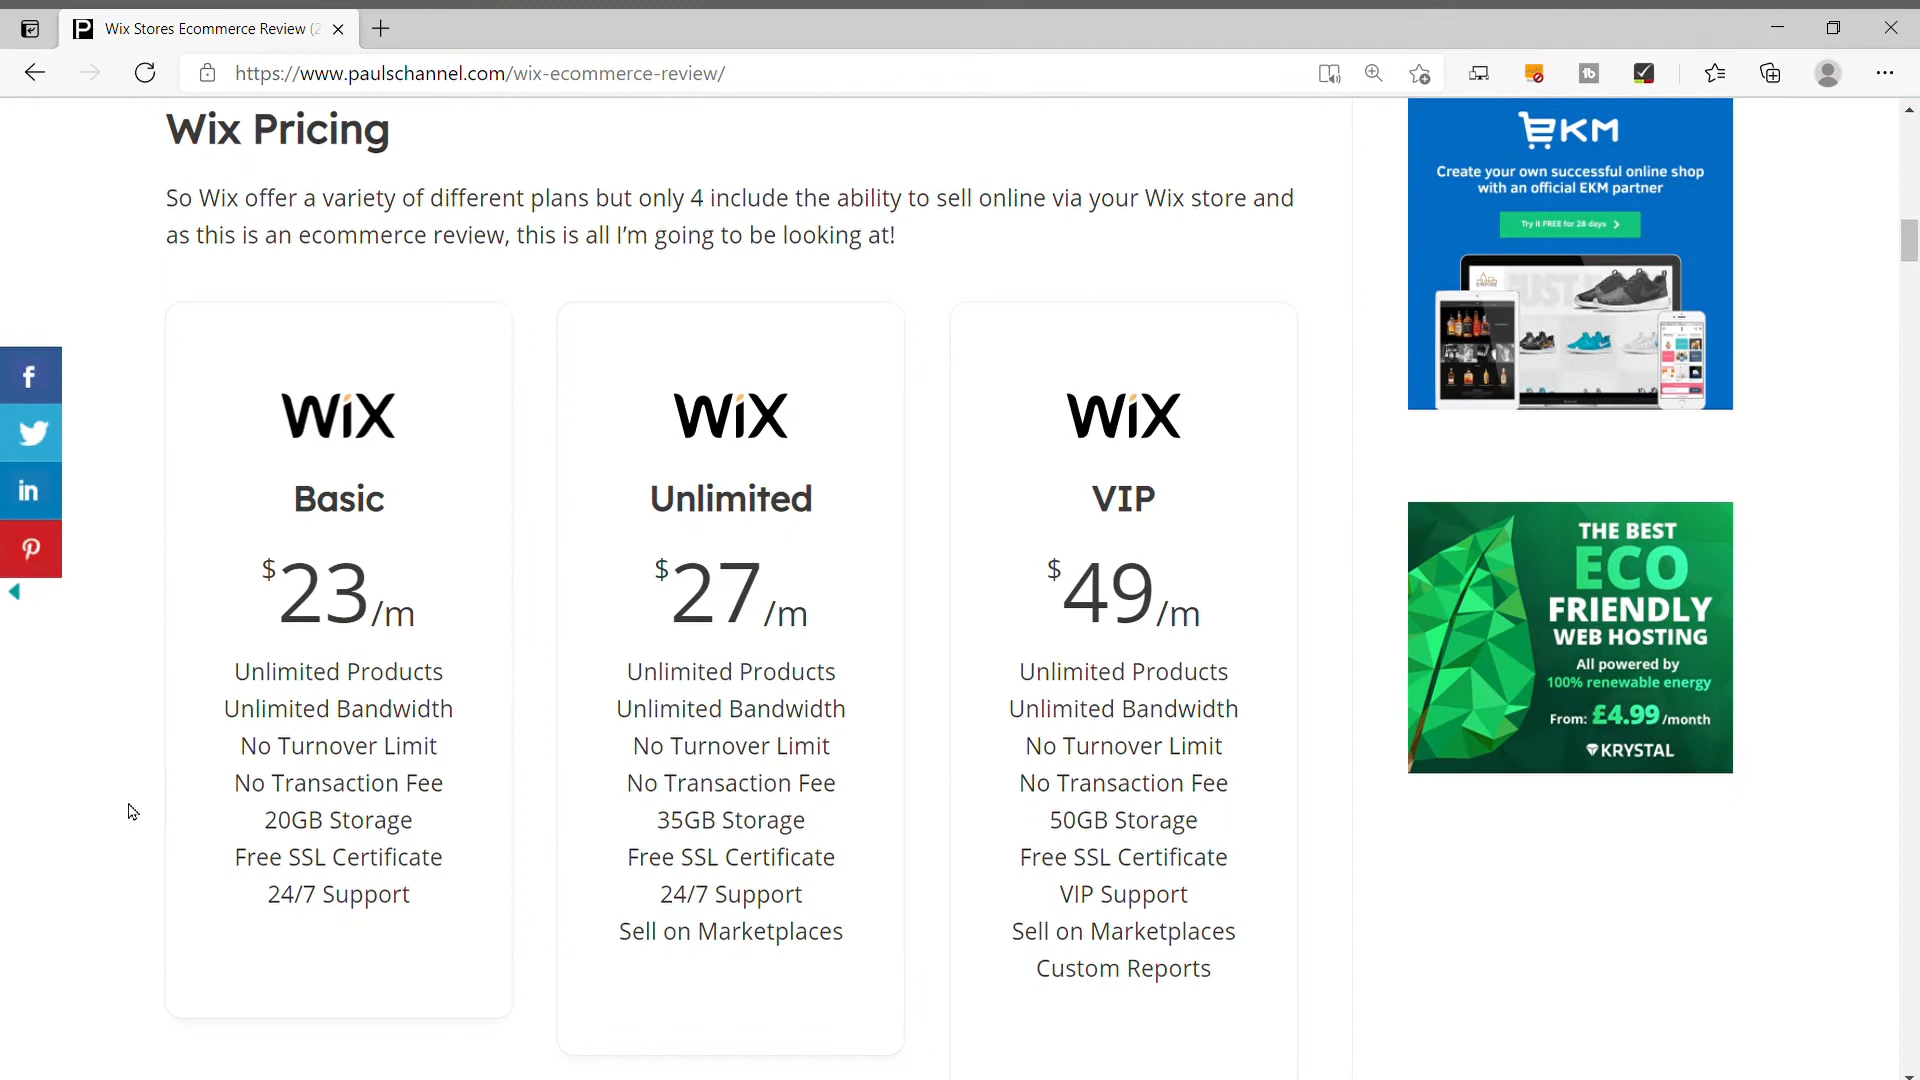 Wix Stores Ecommerce Review (2
https://www.paulschannel.com/wix-ecommerce-review/
Wix Pricing
So Wix offer a variety of different plans but only 4 include the ability to sell online via your Wix store and
as this is an ecommerce review, this is all I'm going to be looking at!
WiX
Basic
$23/m
Unlimited Products
Unlimited Bandwidth
No Turnover Limit
No Transaction Fee
20GB Storage
Free SSL Certificate
24/7 Support
WiX
Unlimited
$27/m
Unlimited Products
Unlimited Bandwidth
No Turnover Limit
No Transaction Fee
35GB Storage
Free SSL Certificate
24/7 Support
Sell on Marketplaces
WiX
VIP
$49/m
Unlimited Products
Unlimited Bandwidth
No Turnover Limit
No Transaction Fee
50GB Storage
Free SSL Certificate
VIP Support
Sell on Marketplaces
Custom Reports
EKM
Create your own successful online shop
with an official EKM partner
Try it FREE for 28 days
THE BEST
ECO
FRIENDLY
WEB HOSTING
All powered by
100% renewable energy
From: £4.99/month
KRYSTAL